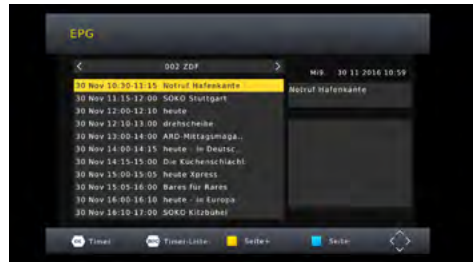 EPG
< 002 ZDF >
Mi9. 30 11 2016 10:59
30 Nov 10:30-11:15 Notruf Hafenkante
Notruf Hafenkante
30 Nov 11:15-12:00 SOKO Stuttgart
30 Nov 12:00-12:10 heute
30 Nov 12:10-13:00 drehscheibe
30 Nov 13:00-14:00 ARD-Mittagsmaga..
30 Nov 14:00-14:15 heute - in Deutsc..
30 Nov 14:15-15:00 Die Küchenschlacht
30 Nov 15:00-15:05 heute Xpress
30 Nov 15:05-16:00 Bares für Rares
30 Nov 16:00-16:10 heute - in Europa
30 Nov 16:10-17:00 SOKO Kitzbühel
Timer Timer-Liste Seite+ Seite-